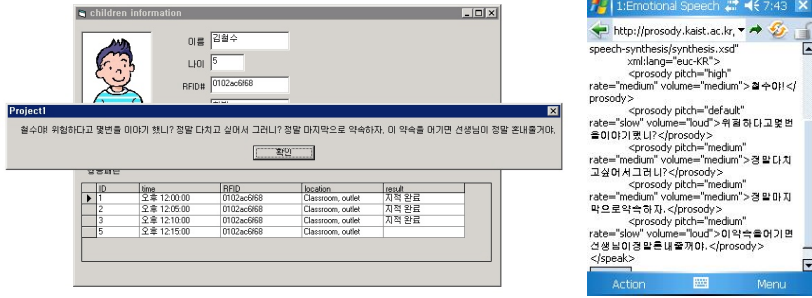 children information
이름 김철수
나이 5
RFID# 0102ac6f68
Project1
철수야! 위험하다고 몇번을 이야기 했니? 정말 다치고 싶어서 그러니? 정말 마지막으로 약속하자, 이 약속을 어기면 선생님이 정말 혼내줄거야.
확인
ID time RFID location result
1 오후 12:00:00 0102ac6f68 Classroom, outlet 지적 완료
2 오후 12:05:00 0102ac6f68 Classroom, outlet 지적 완료
3 오후 12:10:00 0102ac6f68 Classroom, outlet 지적 완료
5 오후 12:15:00 0102ac6f68 Classroom, outlet
1:Emotional Speech 7:43
http://prosody.kaist.ac.kr,
speech-synthesis/synthesis.xsd"
xml:lang="euc-KR">
<prosody pitch="high"
rate="medium" volume="medium">철수야!</
prosody>
<prosody pitch="default"
rate="slow" volume="loud">위험하다고몇번
을이야기했니?</prosody>
<prosody pitch="medium"
rate="medium" volume="medium">정말다치
고싶어서그러니?</prosody>
<prosody pitch="medium"
rate="medium" volume="medium">정말마지
막으로약속하자.</prosody>
<prosody pitch="medium"
rate="slow" volume="loud">이약속을어기면
선생님이정말혼내줄꺼야.</prosody>
</speak>
Action Menu